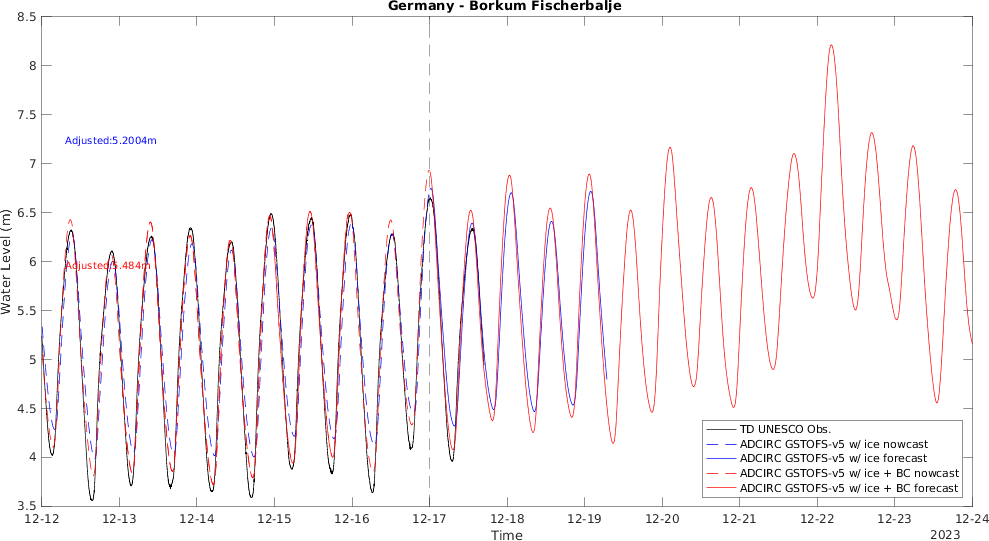 Germany - Borkum Fischerbalje
8.5
8
7.5
7
6.5
6
5.5
5
4.5
4
3.5
Water Level (m)
Adjusted:5.2004m
Adjusted:5.484m
TD UNESCO Obs.
ADCIRC GSTOFS-v5 w/ ice nowcast
ADCIRC GSTOFS-v5 w/ ice forecast
ADCIRC GSTOFS-v5 w/ ice + BC nowcast
ADCIRC GSTOFS-v5 w/ ice + BC forecast
12-12 12-13 12-14 12-15 12-16 12-17 12-18 12-19 12-20 12-21 12-22 12-23 12-24
Time
2023